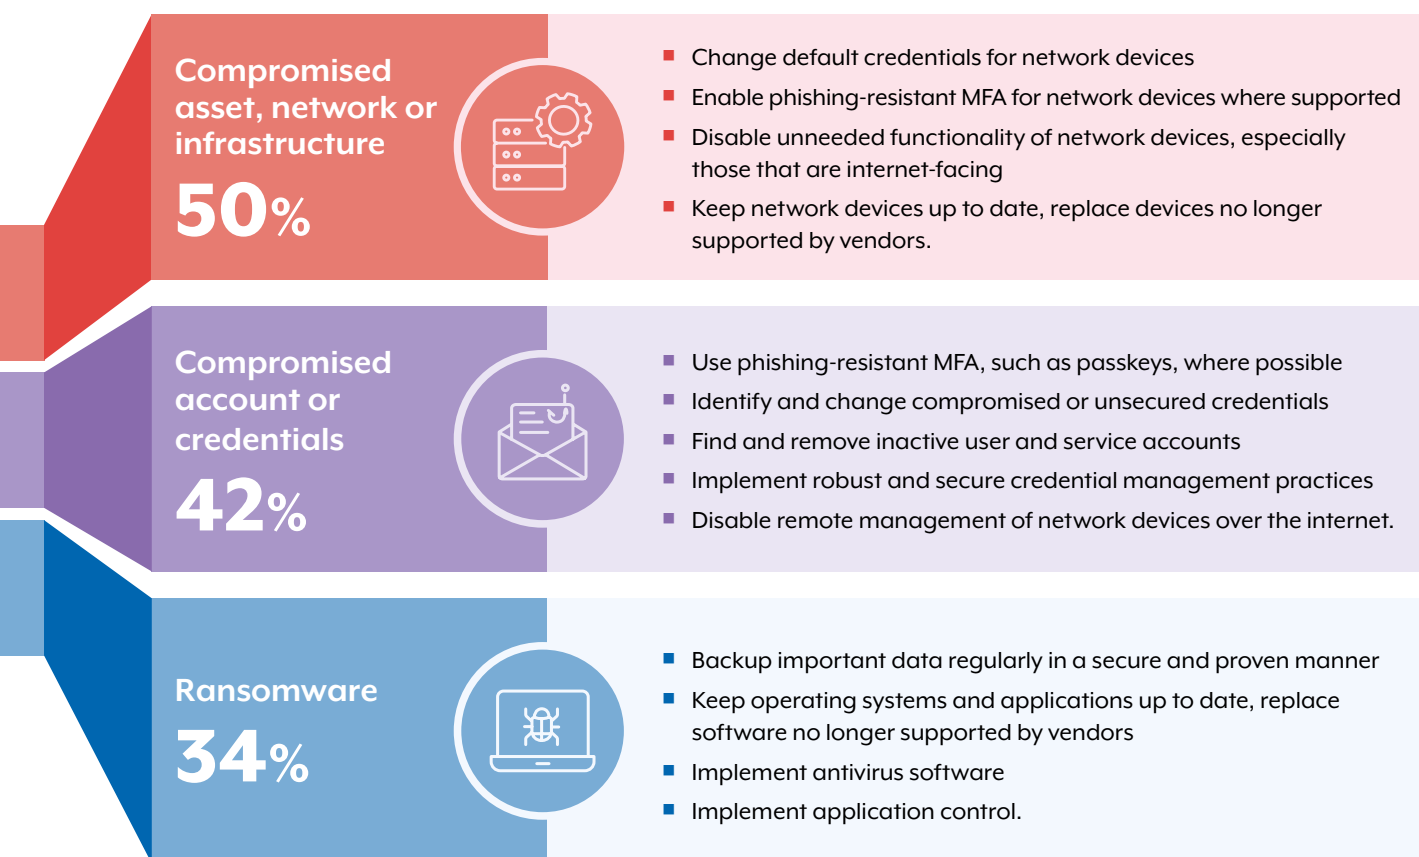 Compromised
asset, network or
infrastructure
50%
Change default credentials for network devices
Enable phishing-resistant MFA for network devices where supported
Disable unneeded functionality of network devices, especially
those that are internet-facing
Keep network devices up to date, replace devices no longer
supported by vendors.
Compromised
account or
credentials
42%
Use phishing-resistant MFA, such as passkeys, where possible
Identify and change compromised or unsecured credentials
Find and remove inactive user and service accounts
Implement robust and secure credential management practices
Disable remote management of network devices over the internet.
Ransomware
34%
Backup important data regularly in a secure and proven manner
Keep operating systems and applications up to date, replace
software no longer supported by vendors
Implement antivirus software
Implement application control.